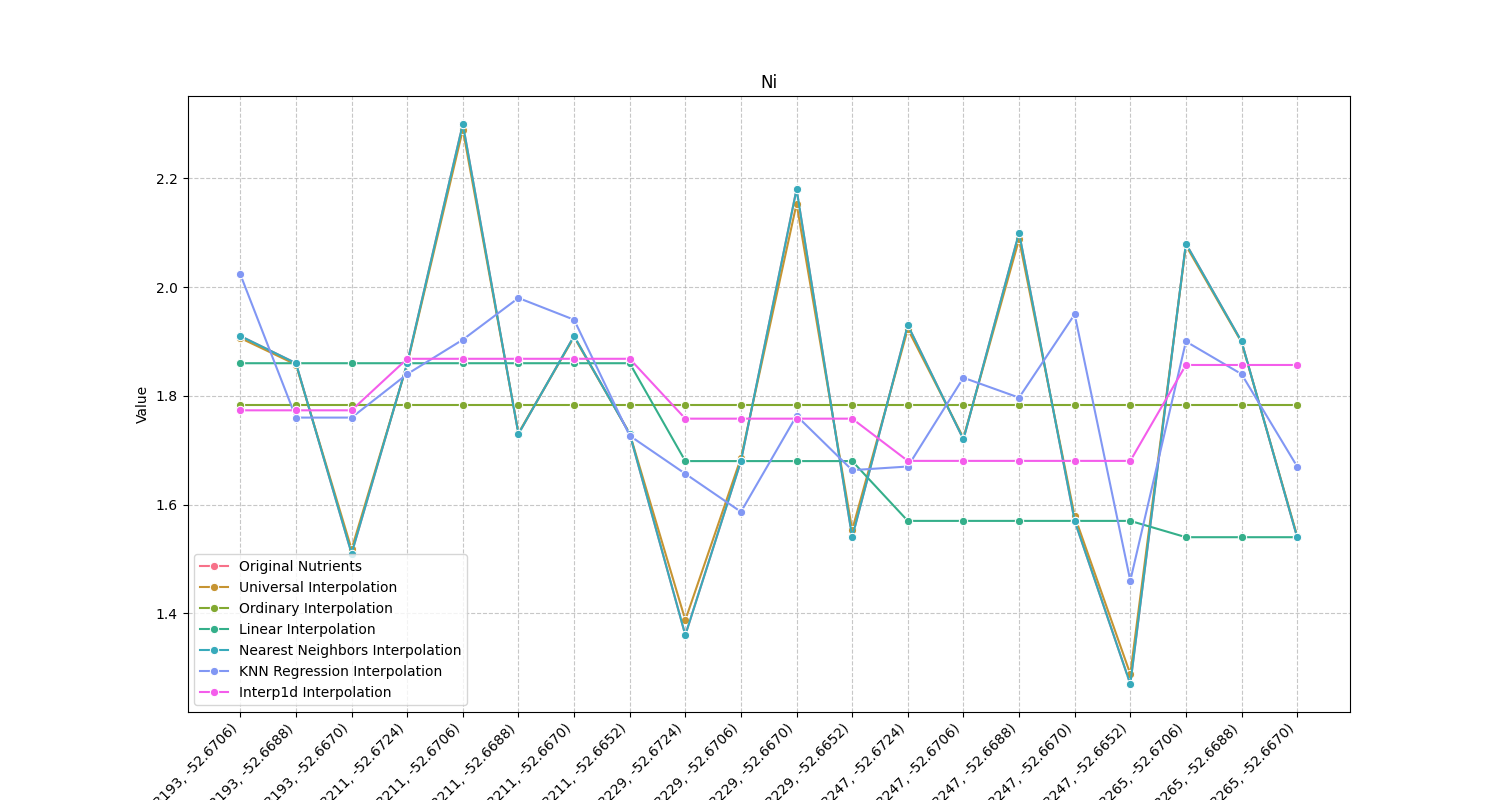 Ni
Value
2.2
2.0
1.8
1.6
1.4
Original Nutrients
Universal Interpolation
Ordinary Interpolation
Linear Interpolation
Nearest Neighbors Interpolation
KNN Regression Interpolation
Interp1d Interpolation
2193, -52.6706)
2193, -52.6688)
2193, -52.6670)
2211, -52.6724)
2211, -52.6706)
2211, -52.6688)
2211, -52.6670)
2211, -52.6652)
2229, -52.6724)
2229, -52.6706)
2229, -52.6670)
2229, -52.6652)
2247, -52.6724)
2247, -52.6706)
2247, -52.6688)
2247, -52.6670)
2247, -52.6652)
2265, -52.6706)
2265, -52.6688)
2265, -52.6670)